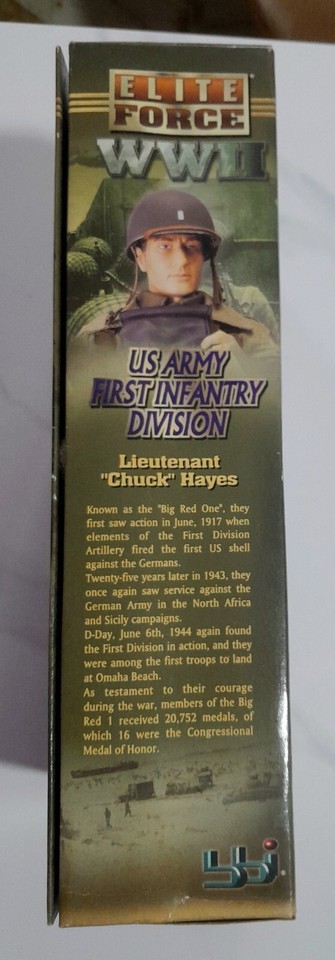 ELITE
FORCE
WWII
US ARMY
FIRST INFANTRY
DIVISION
Lieutenant
"Chuck" Hayes
Known as the "Big Red One", they
first saw action in June, 1917 when
elements of the First Division
Artillery fired the first US shell
against the Germans.
Twenty-five years later in 1943, they
once again saw service against the
German Army in the North Africa
and Sicily campaigns.
D-Day, June 6th, 1944 again found
the First Division in action, and they
were among the first troops to land
at Omaha Beach.
As testament to their courage
during the war, members of the Big
Red 1 received 20,752 medals, of
which 16 were the Congressional
Medal of Honor.
bbi